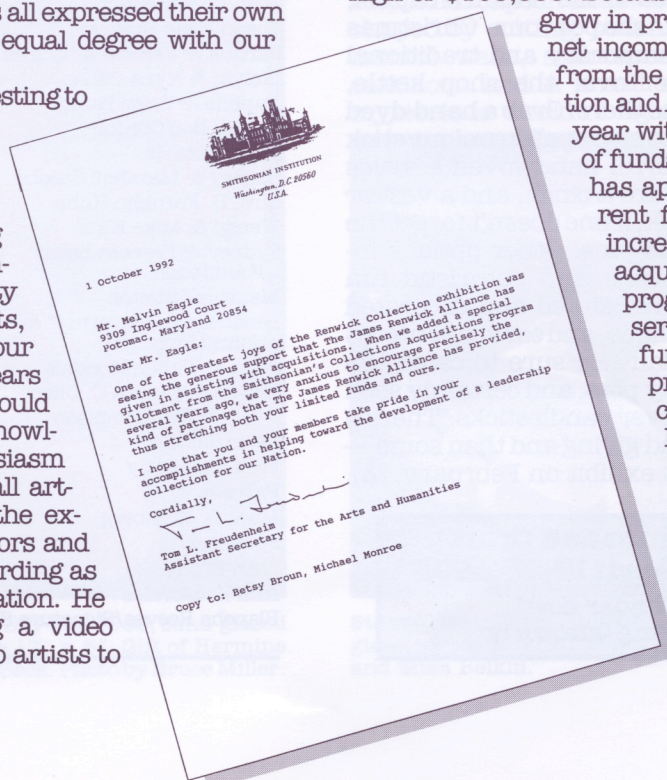 s all expressed their own
equal degree with our-
esting to
ts,
our
ears
ould
nowl-
siasm
all art-
the ex-
ors and
rding as
ation. He
g a video
o artists to
SMITHSONIAN INSTITUTION
Washington, D.C. 20560
U.S.A.
1 October 1992
Mr. Melvin Eagle
9309 Inglewood Court
Potomac, Maryland 20854
Dear Mr. Eagle:
One of the greatest joys of the Renwick Collection exhibition was
seeing the generous support that The James Renwick Alliance has
given in assisting with acquisitions. When we added a special
allotment from the Smithsonian's Collections Acquisitions Program
several years ago, we very anxious to encourage precisely the
kind of patronage that The James Renwick Alliance has provided,
thus stretching both your limited funds and ours.
I hope that you and your members take pride in your
accomplishments in helping toward the development of a leadership
collection for our Nation.
Cordially,
Tom L. Freudenheim
Assistant Secretary for the Arts and Humanities
Copy to: Betsy Broun, Michael Monroe
grow in pr
net incom
from the
tion and
year wit
of funda
has ap
rent f
increa
acqu
prog
ser
fu
p
c